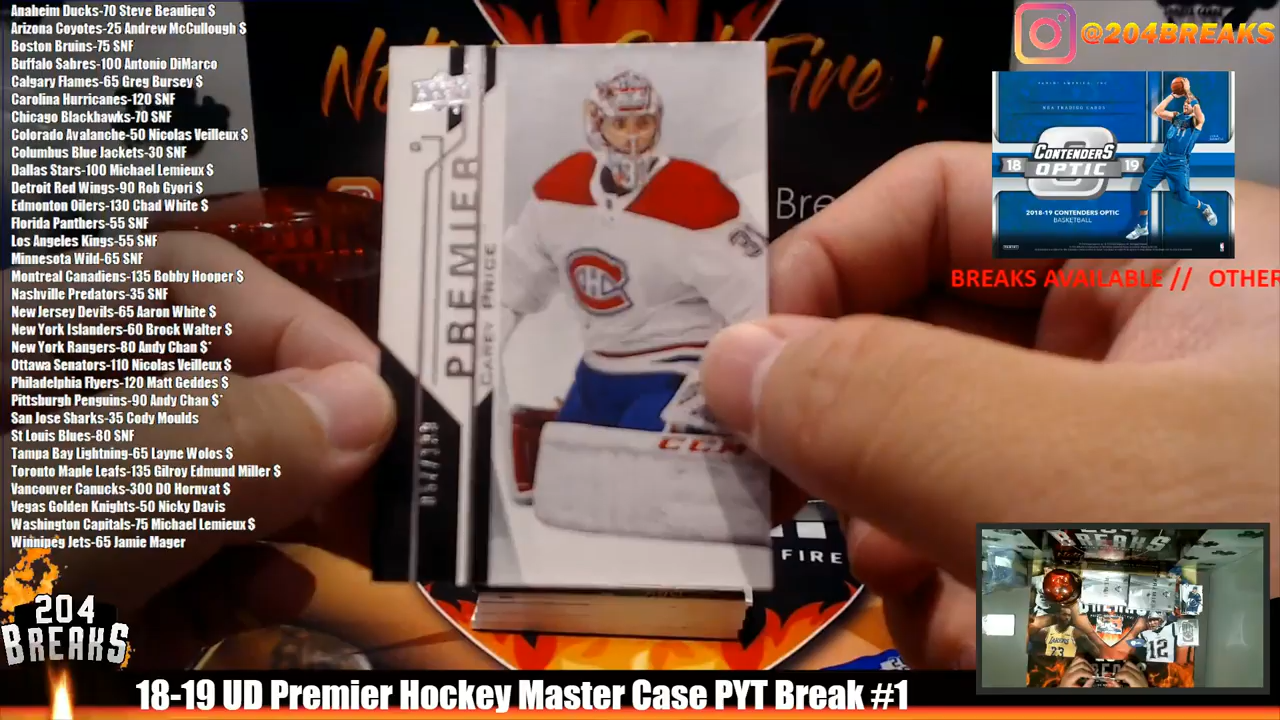 Anaheim Ducks-70 Steve Beaulieu $
Arizona Coyotes-25 Andrew McCullough $
Boston Bruins-75 SNF
Buffalo Sabres-100 Antonio DiMarco
Calgary Flames-65 Greg Bursey $
Carolina Hurricanes-120 SNF
Chicago Blackhawks-70 SNF
Colorado Avalanche-50 Nicolas Veilleux $
Columbus Blue Jackets-30 SNF
Dallas Stars-100 Michael Lemieux $
Detroit Red Wings-90 Rob Gyori $
Edmonton Oilers-130 Chad White $
Florida Panthers-55 SNF
Los Angeles Kings-55 SNF
Minnesota Wild-65 SNF
Montreal Canadiens-135 Bobby Hooper $
Nashville Predators-35 SNF
New Jersey Devils-65 Aaron White $
New York Islanders-60 Brock Walter $
New York Rangers-80 Andy Chan $*
Ottawa Senators-110 Nicolas Veilleux $
Philadelphia Flyers-120 Matt Geddes $
Pittsburgh Penguins-90 Andy Chan $*
San Jose Sharks-35 Cody Moulds
St Louis Blues-80 SNF
Tampa Bay Lightning-65 Layne Wolos $
Toronto Maple Leafs-135 Gilroy Edmund Miller $
Vancouver Canucks-300 DO Horvat $
Vegas Golden Knights-50 Nicky Davis
Washington Capitals-75 Michael Lemieux $
Winnipeg Jets-65 Jamie Mager
204
BREAKS
Fire !
PREMIER
CAREY PRICE
31
CCM
FIRE
@204BREAKS
NBA TRADING CARDS
18 CONTENDERS 19
OPTIC
2018-19 CONTENDERS OPTIC
BASKETBALL
BREAKS AVAILABLE // OTHER
BREAKS
23
12
18-19 UD Premier Hockey Master Case PYT Break #1